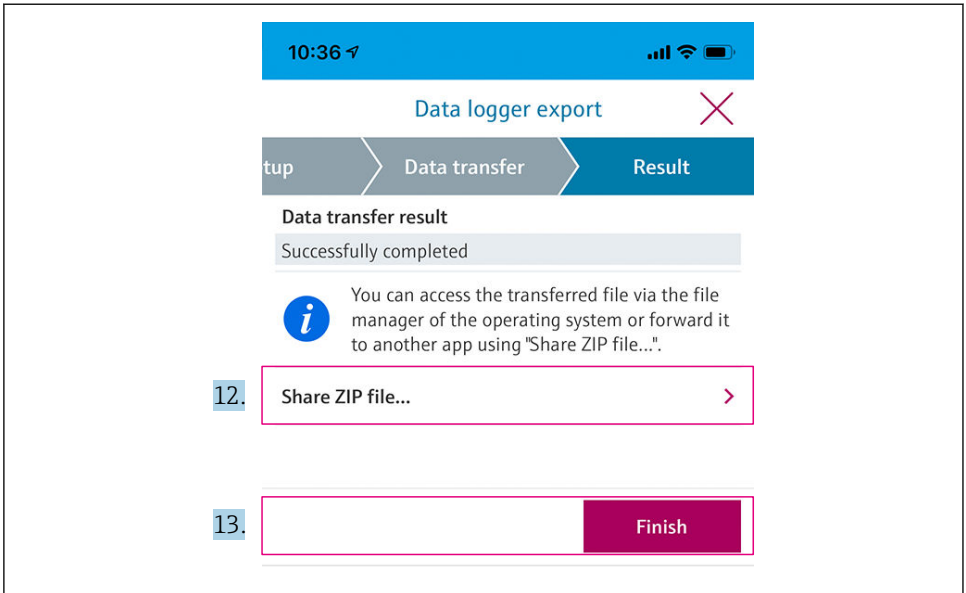 10:36
Data logger export
tup
Data transfer
Result
Data transfer result
Successfully completed
You can access the transferred file via the file
manager of the operating system or forward it
to another app using "Share ZIP file...".
12.
Share ZIP file...
13.
Finish